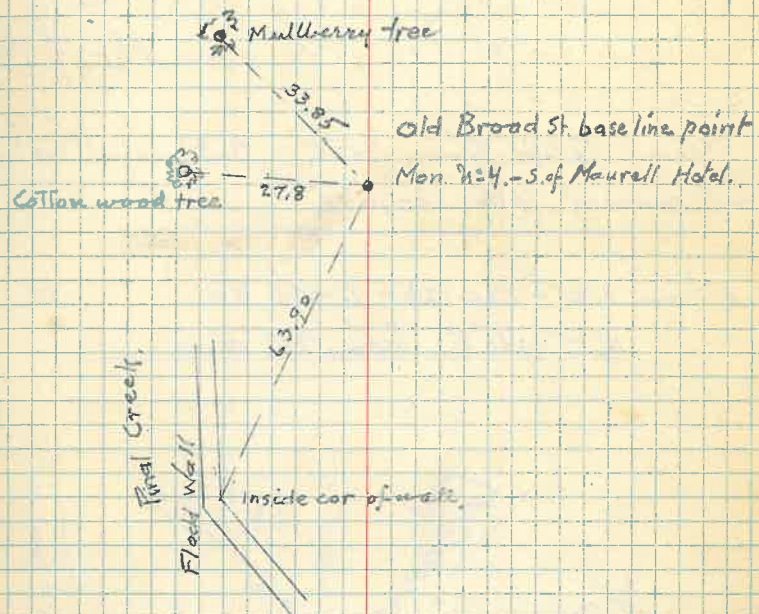 Mullberry tree
33.85
Old Broad St. base line point
Mon. No 4. - S. of Maurell Hotel.
27.8
Cotton wood tree
63.90
Pinal Creek.
Flood Wall
Inside cor of wall.